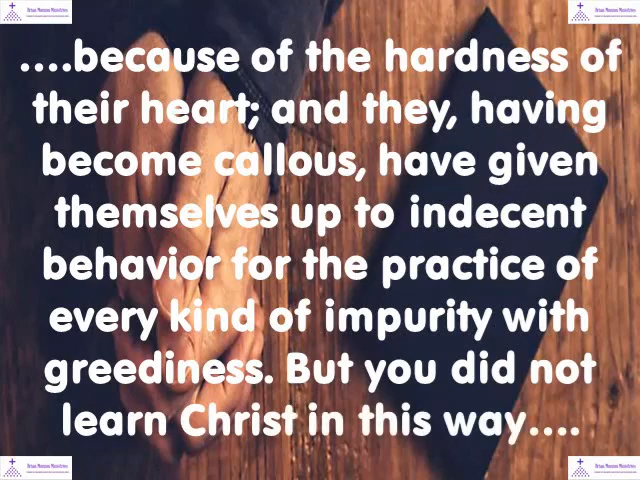 ....because of the hardness of
their heart; and they, having
become callous, have given
themselves up to indecent
behavior for the practice of
every kind of impurity with
greediness. But you did not
learn Christ in this way....